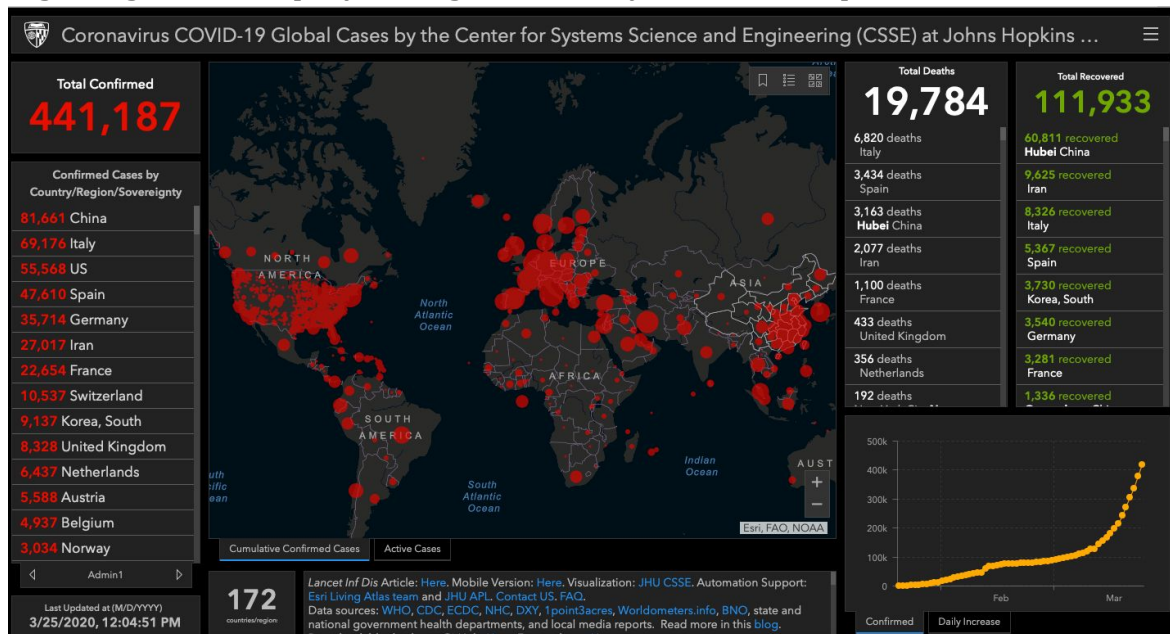 Coronavirus COVID-19 Global Cases by the Center for Systems Science and Engineering (CSSE) at Johns Hopkins ...
Total Confirmed
441,187
Confirmed Cases by
Country/Region/Sovereignty
81,661 China
69,176 Italy
55,568 US
47,610 Spain
35,714 Germany
27,017 Iran
22,654 France
10,537 Switzerland
9,137 Korea, South
8,328 United Kingdom
6,437 Netherlands
5,588 Austria
4,937 Belgium
3,034 Norway
Admin1
Last Updated at (M/D/YYYY)
3/25/2020, 12:04:51 PM
NORTH
AMERICA
North
Atlantic
Ocean
EUROPE
ASIA
AFRICA
SOUTH
AMERICA
South
Atlantic
Ocean
Indian
Ocean
AUST
uth
ific
ean
+
−
Esri, FAO, NOAA
Cumulative Confirmed Cases
Active Cases
172
countries/region
Lancet Inf Dis Article: Here. Mobile Version: Here. Visualization: JHU CSSE. Automation Support:
Esri Living Atlas team and JHU APL. Contact US. FAQ.
Data sources: WHO, CDC, ECDC, NHC, DXY, 1point3acres, Worldometers.info, BNO, state and
national government health departments, and local media reports. Read more in this blog.
Total Deaths
19,784
6,820 deaths
Italy
3,434 deaths
Spain
3,163 deaths
Hubei China
2,077 deaths
Iran
1,100 deaths
France
433 deaths
United Kingdom
356 deaths
Netherlands
192 deaths
Total Recovered
111,933
60,811 recovered
Hubei China
9,625 recovered
Iran
8,326 recovered
Italy
5,367 recovered
Spain
3,730 recovered
Korea, South
3,540 recovered
Germany
3,281 recovered
France
1,336 recovered
500k
400k
300k
200k
100k
0
Feb
Mar
Confirmed
Daily Increase